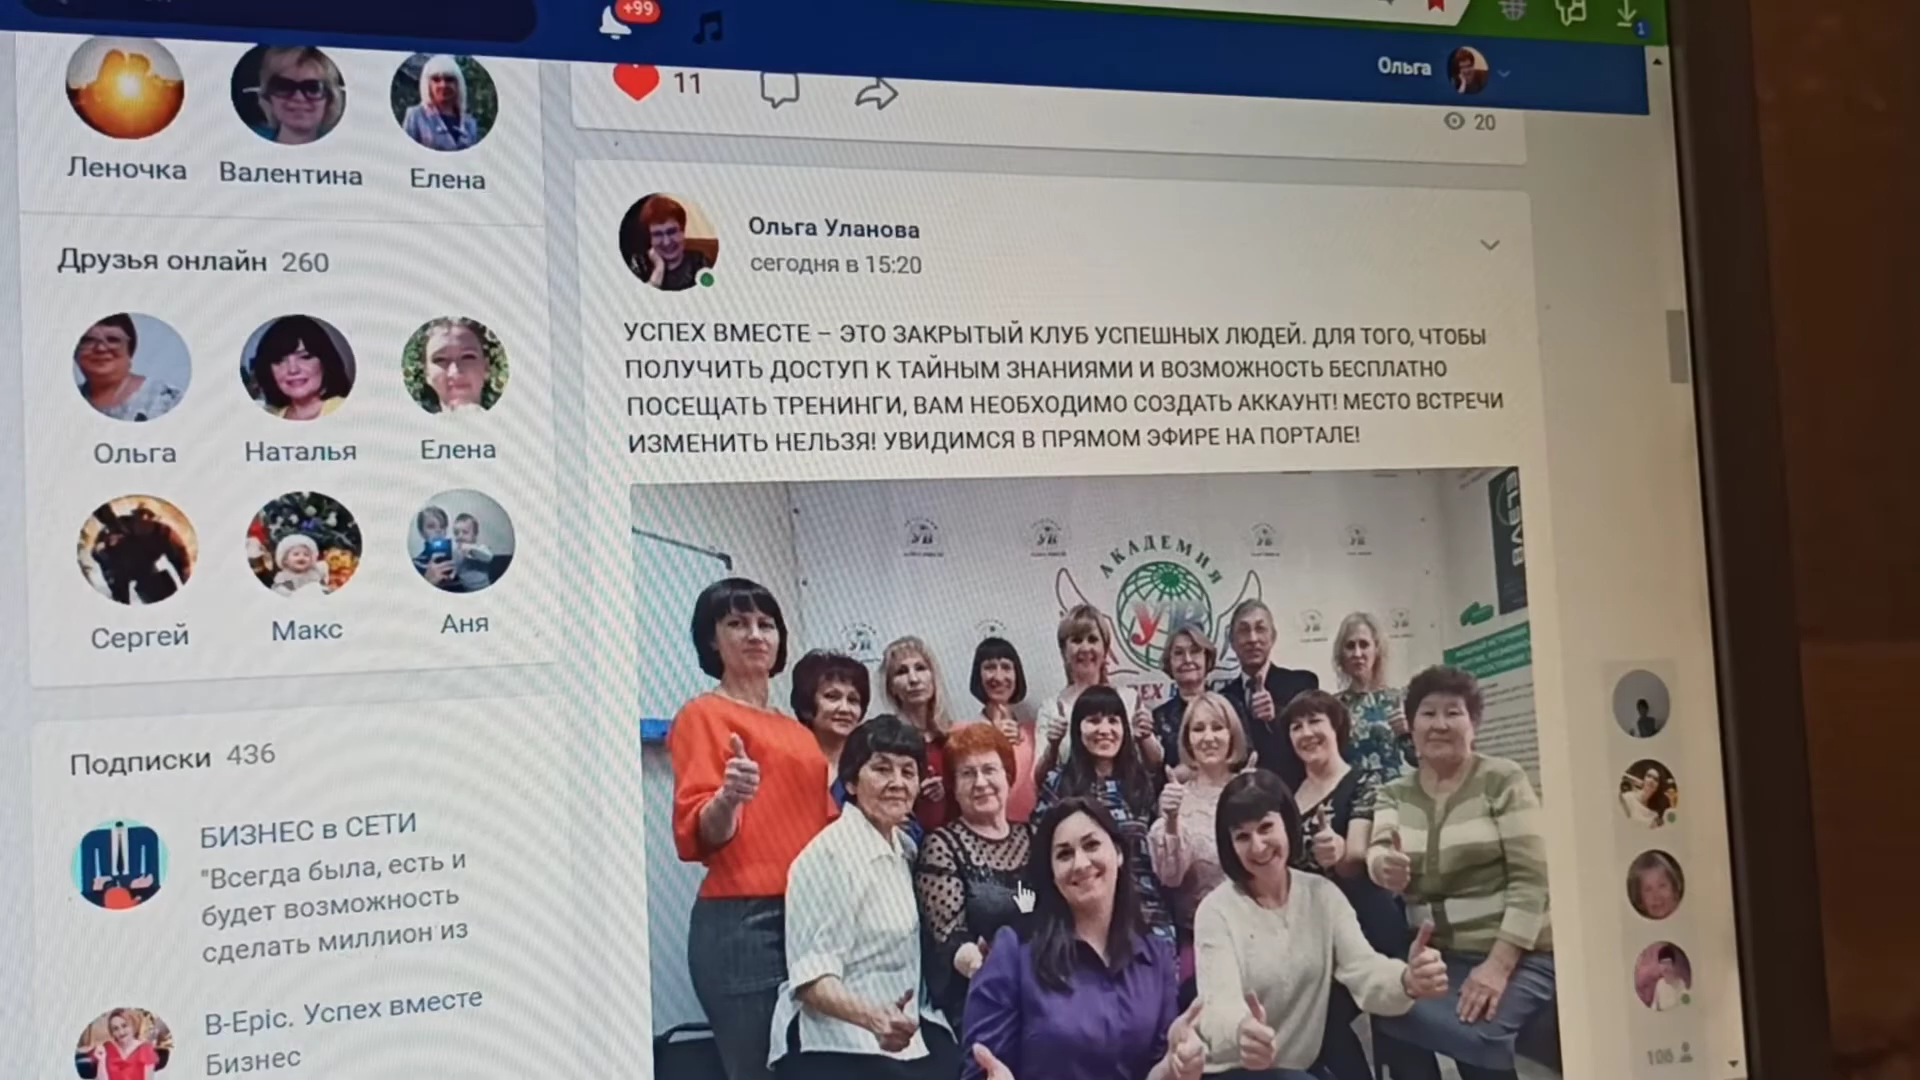 +99
Ольга
1
11
20
Леночка
Валентина
Елена
Друзья онлайн 260
Ольга
Наталья
Елена
Сергей
Макс
Аня
Подписки 436
БИЗНЕС в СЕТИ
"Всегда была, есть и
будет возможность
сделать миллион из
B-Epic. Успех вместе
Бизнес
Ольга Уланова
сегодня в 15:20
УСПЕХ ВМЕСТЕ – ЭТО ЗАКРЫТЫЙ КЛУБ УСПЕШНЫХ ЛЮДЕЙ. ДЛЯ ТОГО, ЧТОБЫ
ПОЛУЧИТЬ ДОСТУП К ТАЙНЫМ ЗНАНИЯМИ И ВОЗМОЖНОСТЬ БЕСПЛАТНО
ПОСЕЩАТЬ ТРЕНИНГИ, ВАМ НЕОБХОДИМО СОЗДАТЬ АККАУНТ! МЕСТО ВСТРЕЧИ
ИЗМЕНИТЬ НЕЛЬЗЯ! УВИДИМСЯ В ПРЯМОМ ЭФИРЕ НА ПОРТАЛЕ!
АКАДЕМИЯ
УВ